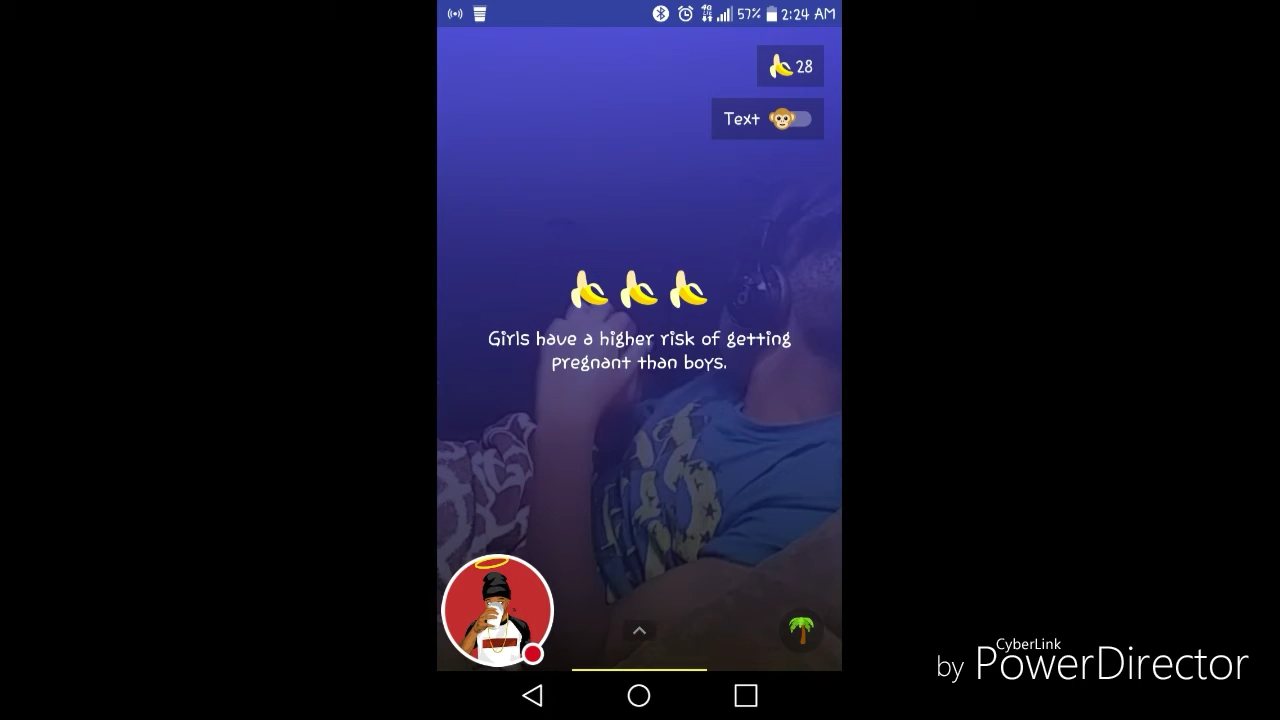 57% 2:24 AM
28
Text
Girls have a higher risk of getting
pregnant than boys.
CyberLink
by PowerDirector